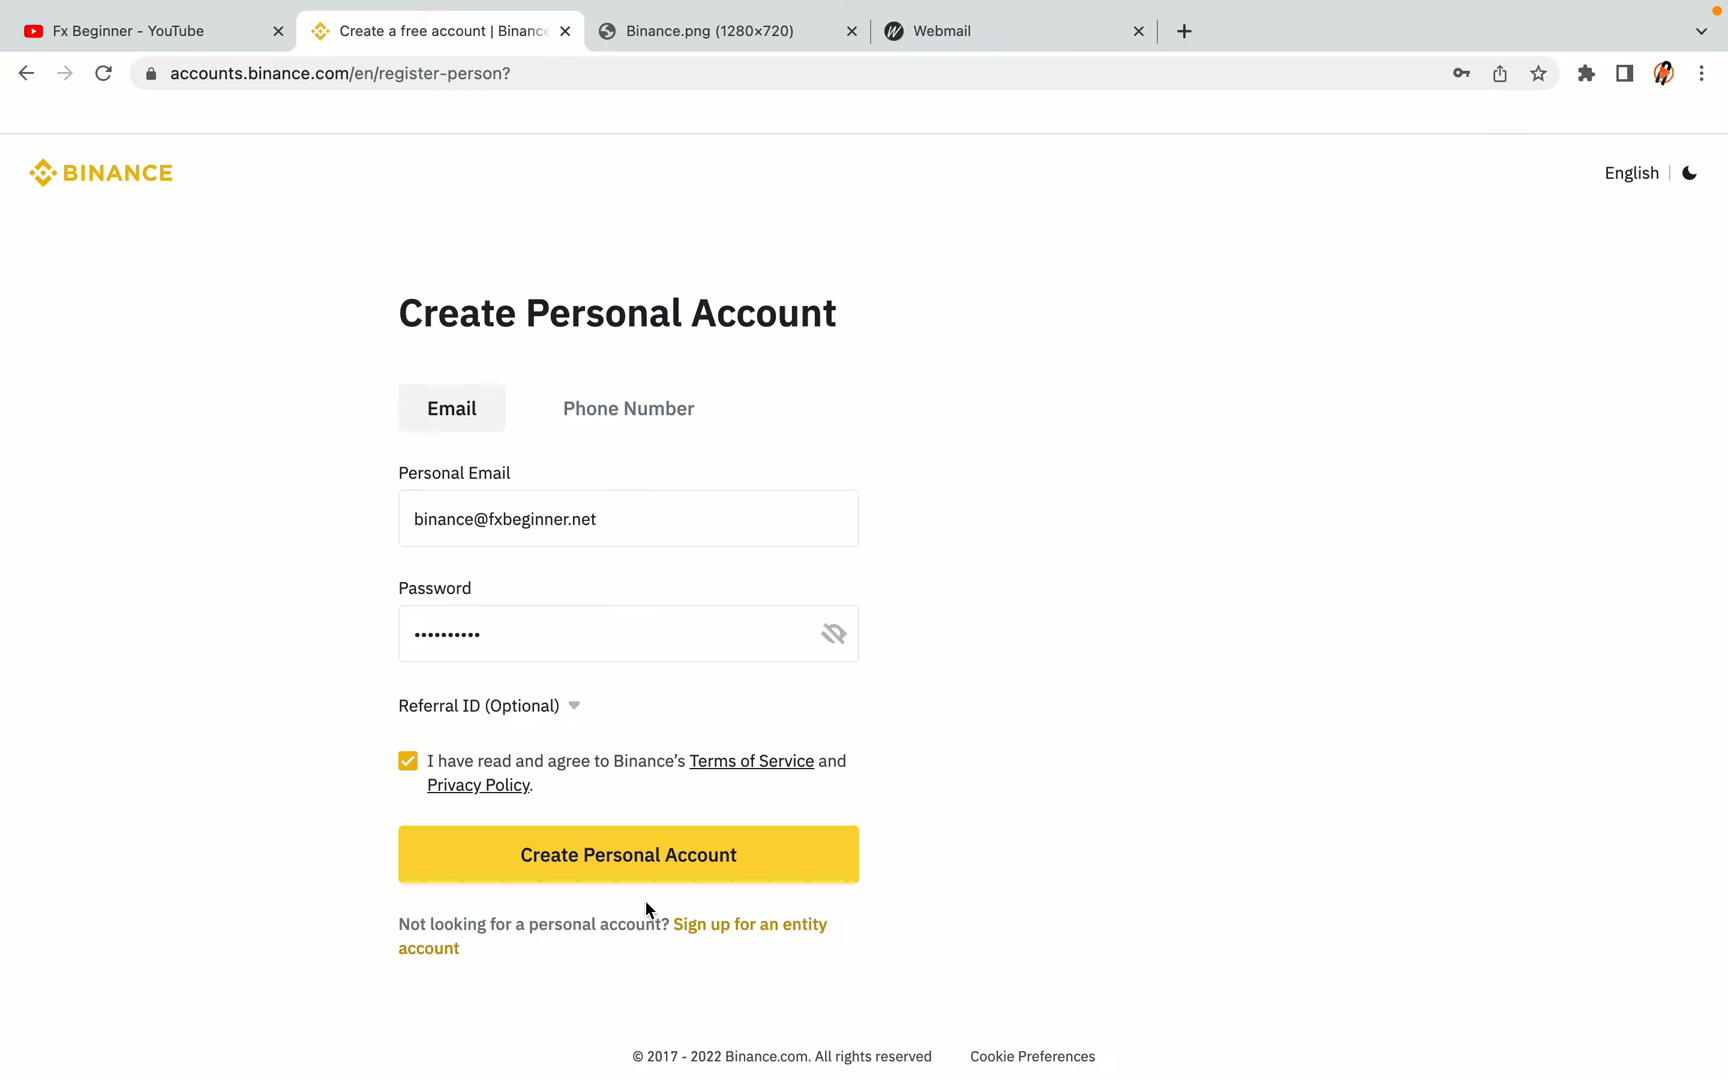 Fx Beginner - YouTube
Create a free account | Binance
Binance.png (1280×720)
Webmail
accounts.binance.com/en/register-person?
BINANCE
English
Create Personal Account
Email
Phone Number
Personal Email
binance@fxbeginner.net
Password
••••••••••
Referral ID (Optional)
I have read and agree to Binance’s Terms of Service and
Privacy Policy.
Create Personal Account
Not looking for a personal account? Sign up for an entity
account
© 2017 - 2022 Binance.com. All rights reserved
Cookie Preferences